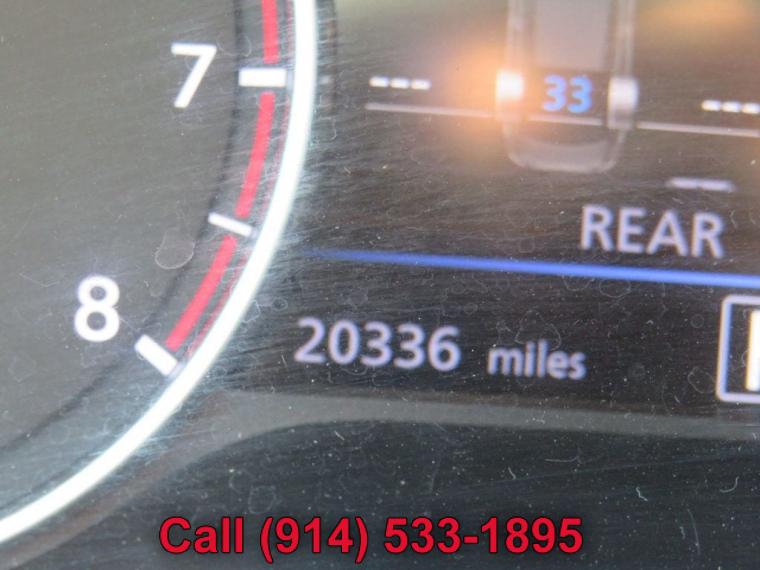 7
--- 33 ---
REAR
8
20336 miles
Call (914) 533-1895